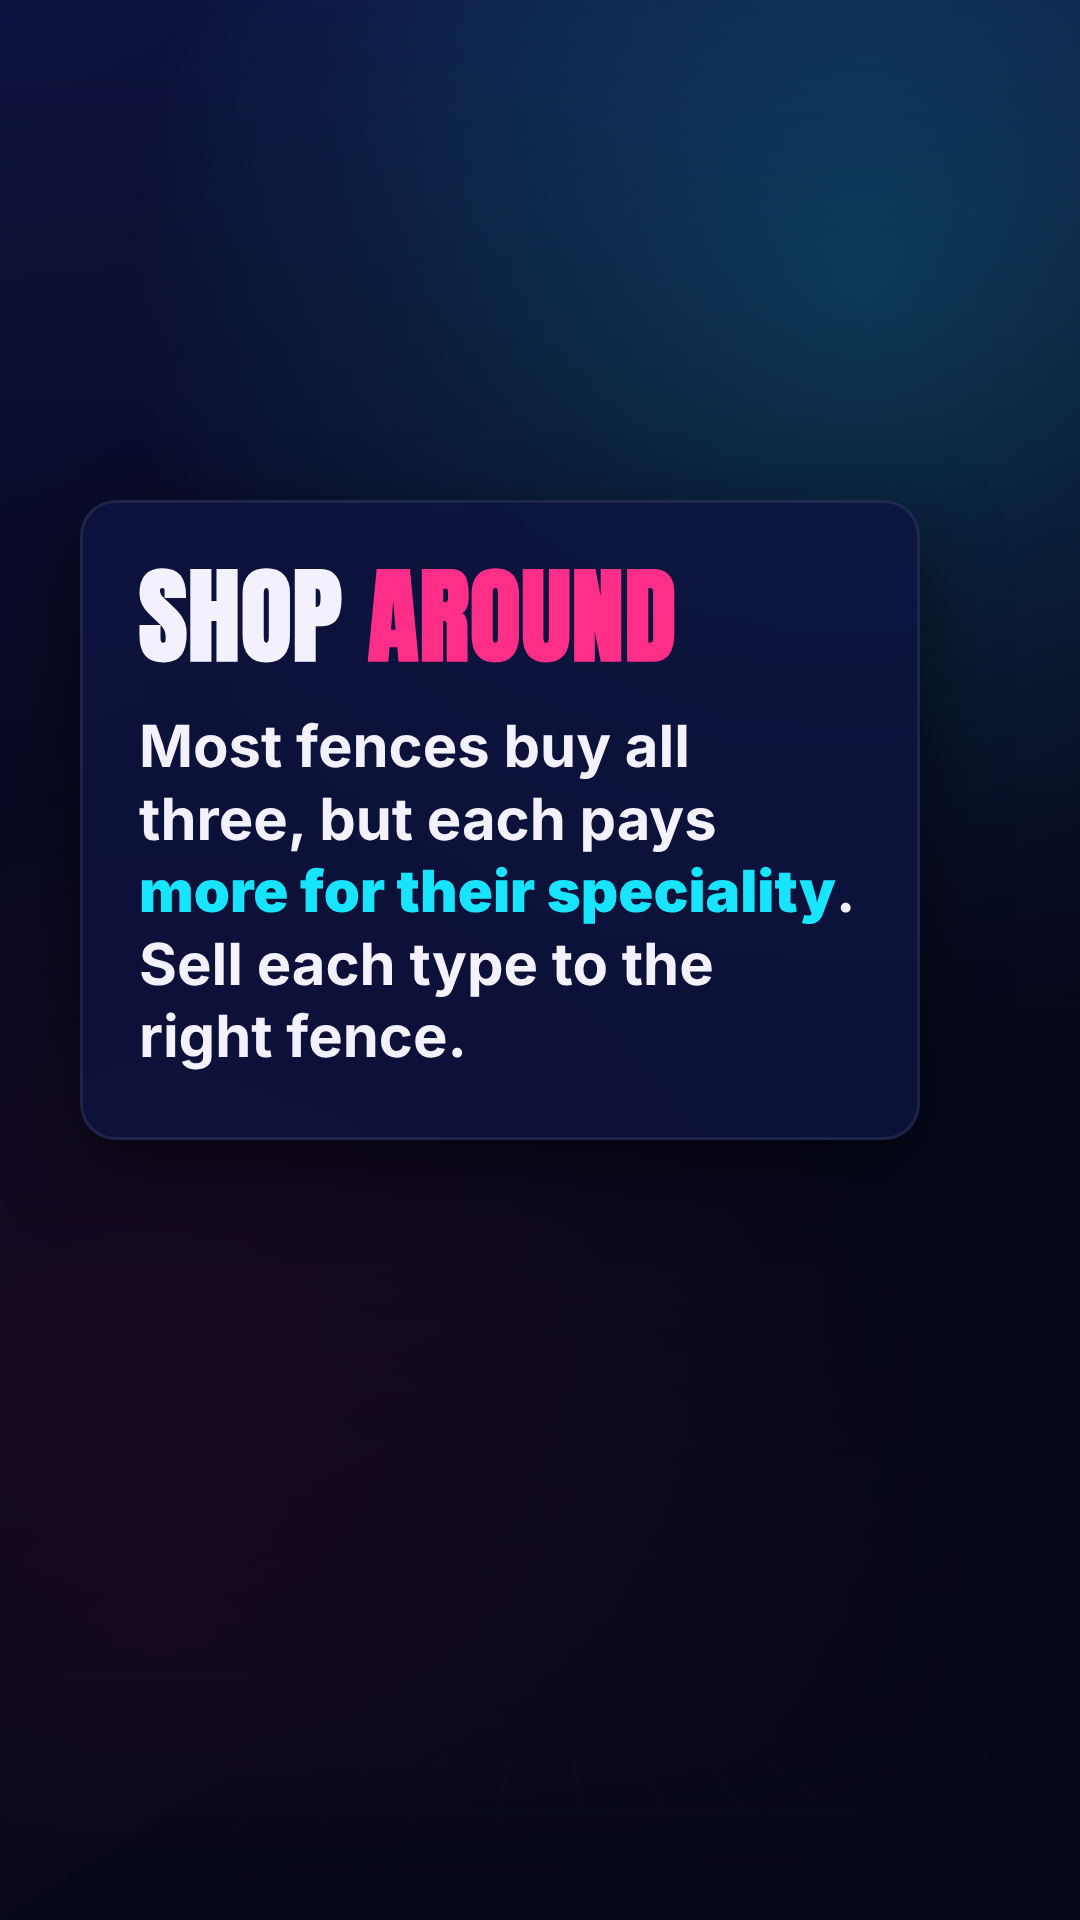 SHOP AROUND
Most fences buy all
three, but each pays
more for their speciality.
Sell each type to the
right fence.